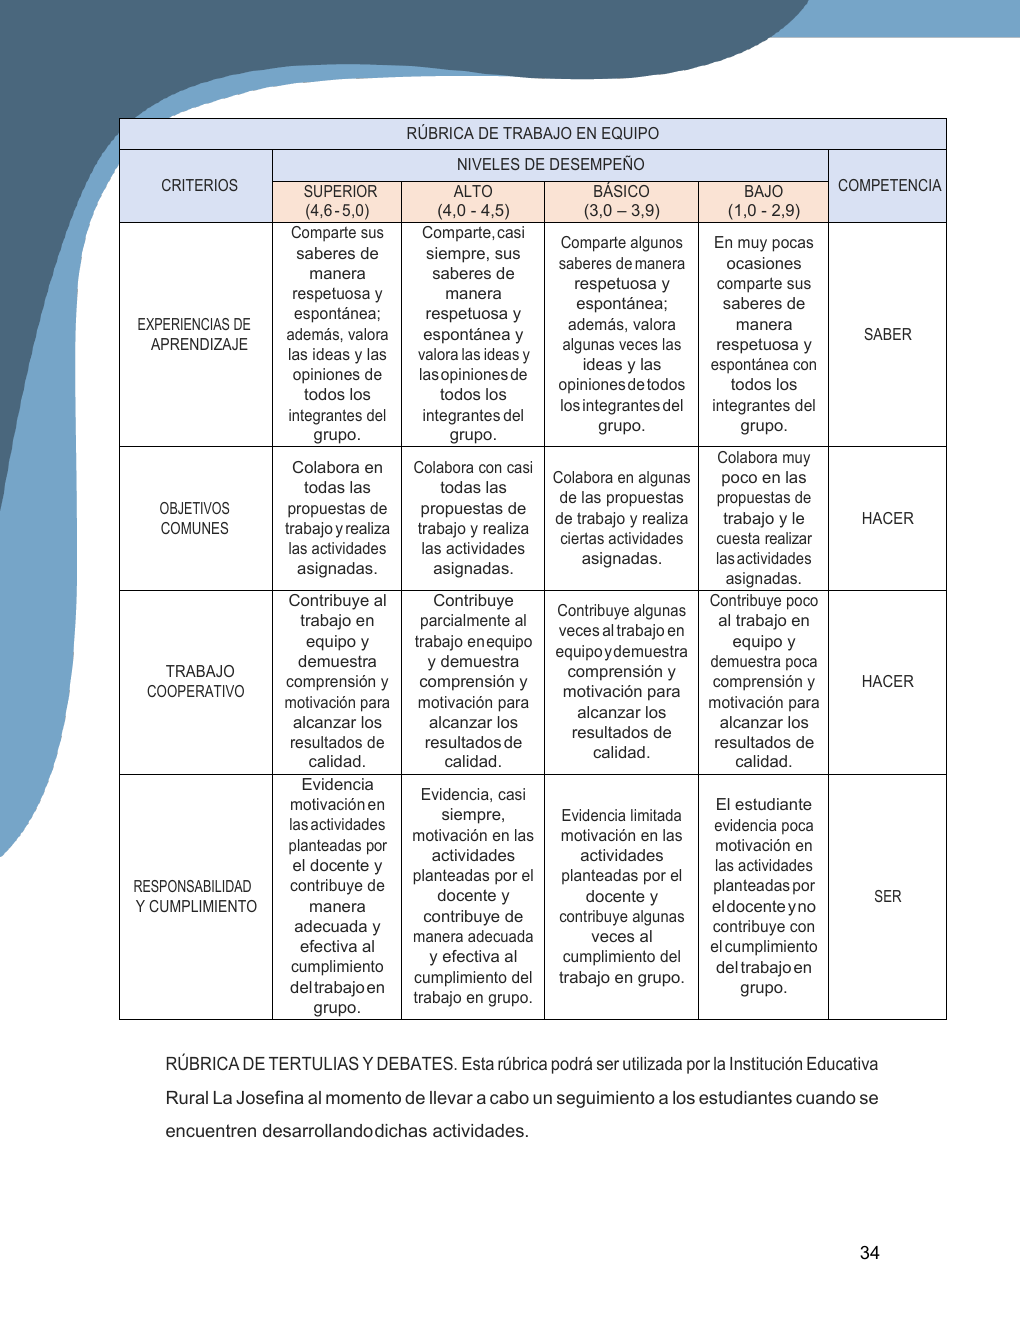 RÚBRICA DE TRABAJO EN EQUIPO
CRITERIOS
NIVELES DE DESEMPEÑO
COMPETENCIA
SUPERIOR
(4,6 - 5,0)
ALTO
(4,0 - 4,5)
BÁSICO
(3,0 – 3,9)
BAJO
(1,0 - 2,9)
EXPERIENCIAS DE
APRENDIZAJE
Comparte sus
saberes de
manera
respetuosa y
espontánea;
además, valora
las ideas y las
opiniones de
todos los
integrantes del
grupo.
Comparte, casi
siempre, sus
saberes de
manera
respetuosa y
espontánea y
valora las ideas y
las opiniones de
todos los
integrantes del
grupo.
Comparte algunos
saberes de manera
respetuosa y
espontánea;
además, valora
algunas veces las
ideas y las
opiniones de todos
los integrantes del
grupo.
En muy pocas
ocasiones
comparte sus
saberes de
manera
respetuosa y
espontánea con
todos los
integrantes del
grupo.
SABER
OBJETIVOS
COMUNES
Colabora en
todas las
propuestas de
trabajo y realiza
las actividades
asignadas.
Colabora con casi
todas las
propuestas de
trabajo y realiza
las actividades
asignadas.
Colabora en algunas
de las propuestas
de trabajo y realiza
ciertas actividades
asignadas.
Colabora muy
poco en las
propuestas de
trabajo y le
cuesta realizar
las actividades
asignadas.
HACER
TRABAJO
COOPERATIVO
Contribuye al
trabajo en
equipo y
demuestra
comprensión y
motivación para
alcanzar los
resultados de
calidad.
Contribuye
parcialmente al
trabajo en equipo
y demuestra
comprensión y
motivación para
alcanzar los
resultados de
calidad.
Contribuye algunas
veces al trabajo en
equipo y demuestra
comprensión y
motivación para
alcanzar los
resultados de
calidad.
Contribuye poco
al trabajo en
equipo y
demuestra poca
comprensión y
motivación para
alcanzar los
resultados de
calidad.
HACER
RESPONSABILIDAD
Y CUMPLIMIENTO
Evidencia
motivación en
las actividades
planteadas por
el docente y
contribuye de
manera
adecuada y
efectiva al
cumplimiento
del trabajo en
grupo.
Evidencia, casi
siempre,
motivación en las
actividades
planteadas por el
docente y
contribuye de
manera adecuada
y efectiva al
cumplimiento del
trabajo en grupo.
Evidencia limitada
motivación en las
actividades
planteadas por el
docente y
contribuye algunas
veces al
cumplimiento del
trabajo en grupo.
El estudiante
evidencia poca
motivación en
las actividades
planteadas por
el docente y no
contribuye con
el cumplimiento
del trabajo en
grupo.
SER
RÚBRICA DE TERTULIAS Y DEBATES. Esta rúbrica podrá ser utilizada por la Institución Educativa
Rural La Josefina al momento de llevar a cabo un seguimiento a los estudiantes cuando se
encuentren desarrollando dichas actividades.
34